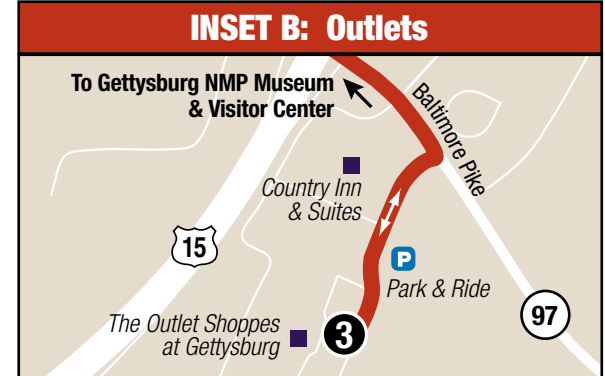 INSET B: Outlets
To Gettysburg NMP Museum
& Visitor Center
Baltimore Pike
Country Inn
& Suites
15
P
Park & Ride
97
The Outlet Shoppes
at Gettysburg
3